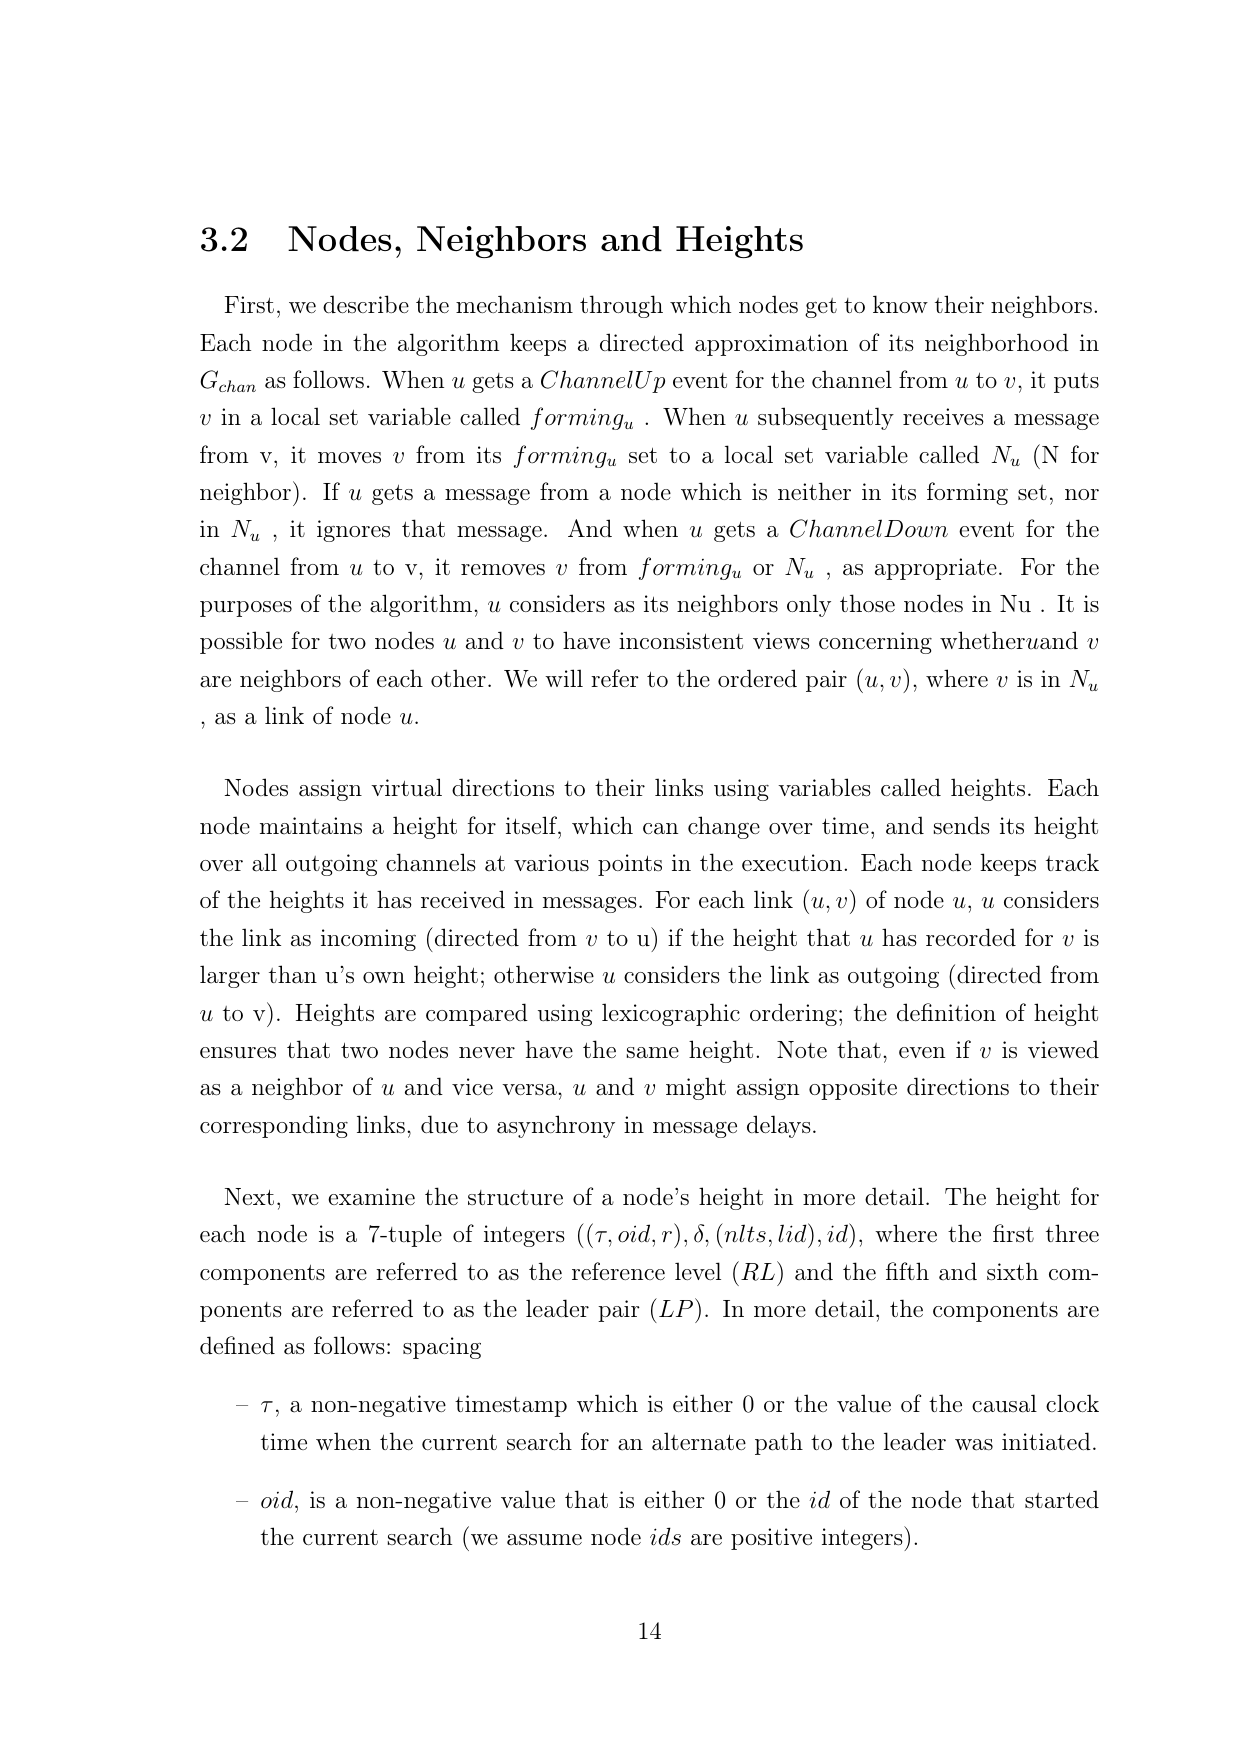 3.2 Nodes, Neighbors and Heights
First, we describe the mechanism through which nodes get to know their neighbors.
Each node in the algorithm keeps a directed approximation of its neighborhood in
G_chan as follows. When u gets a ChannelUp event for the channel from u to v, it puts
v in a local set variable called forming_u . When u subsequently receives a message
from v, it moves v from its forming_u set to a local set variable called N_u (N for
neighbor). If u gets a message from a node which is neither in its forming set, nor
in N_u , it ignores that message. And when u gets a ChannelDown event for the
channel from u to v, it removes v from forming_u or N_u , as appropriate. For the
purposes of the algorithm, u considers as its neighbors only those nodes in Nu . It is
possible for two nodes u and v to have inconsistent views concerning whetheruand v
are neighbors of each other. We will refer to the ordered pair (u, v), where v is in N_u
, as a link of node u.
Nodes assign virtual directions to their links using variables called heights. Each
node maintains a height for itself, which can change over time, and sends its height
over all outgoing channels at various points in the execution. Each node keeps track
of the heights it has received in messages. For each link (u, v) of node u, u considers
the link as incoming (directed from v to u) if the height that u has recorded for v is
larger than u's own height; otherwise u considers the link as outgoing (directed from
u to v). Heights are compared using lexicographic ordering; the definition of height
ensures that two nodes never have the same height. Note that, even if v is viewed
as a neighbor of u and vice versa, u and v might assign opposite directions to their
corresponding links, due to asynchrony in message delays.
Next, we examine the structure of a node's height in more detail. The height for
each node is a 7-tuple of integers ((τ, oid, r), δ, (nlts, lid), id), where the first three
components are referred to as the reference level (RL) and the fifth and sixth com-
ponents are referred to as the leader pair (LP). In more detail, the components are
defined as follows: spacing
– τ, a non-negative timestamp which is either 0 or the value of the causal clock
time when the current search for an alternate path to the leader was initiated.
– oid, is a non-negative value that is either 0 or the id of the node that started
the current search (we assume node ids are positive integers).
14